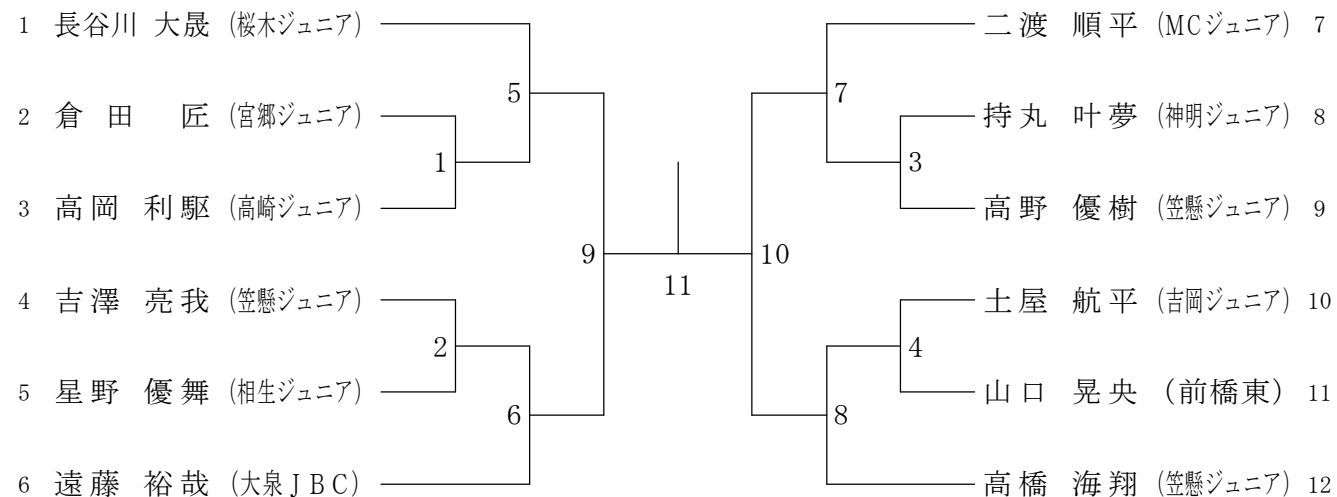 1 長谷川 大晟 (桜木ジュニア)
2 倉田 匠 (宮郷ジュニア)
3 高岡 利駆 (高崎ジュニア)
4 吉澤 亮我 (笠懸ジュニア)
5 星野 優舞 (相生ジュニア)
6 遠藤 裕哉 (大泉JBC)
5
1
9
2
6
11
7
3
10
4
8
二渡 順平 (MCジュニア) 7
持丸 叶夢 (神明ジュニア) 8
高野 優樹 (笠懸ジュニア) 9
土屋 航平 (吉岡ジュニア) 10
山口 晃央 (前橋東) 11
高橋 海翔 (笠懸ジュニア) 12